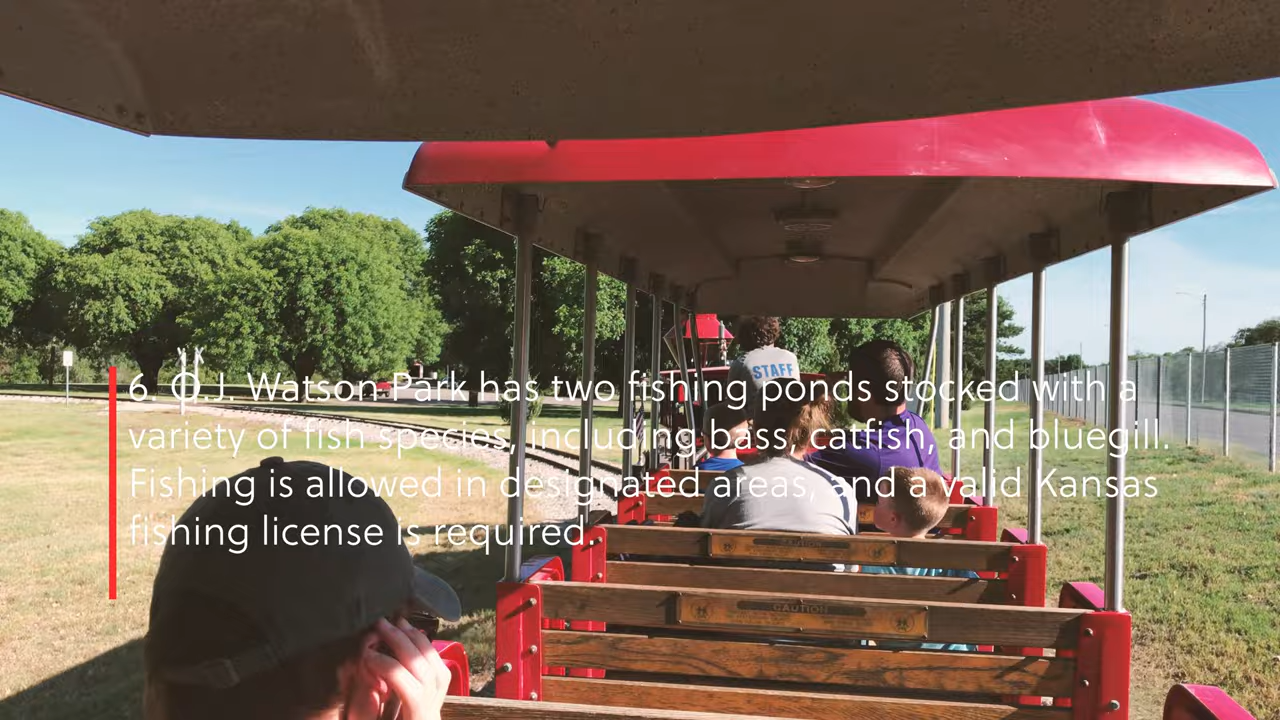 6. O.J. Watson Park has two fishing ponds stocked with a
variety of fish species, including bass, catfish, and bluegill.
Fishing is allowed in designated areas, and a valid Kansas
fishing license is required.
STAFF
CAUTION
CAUTION